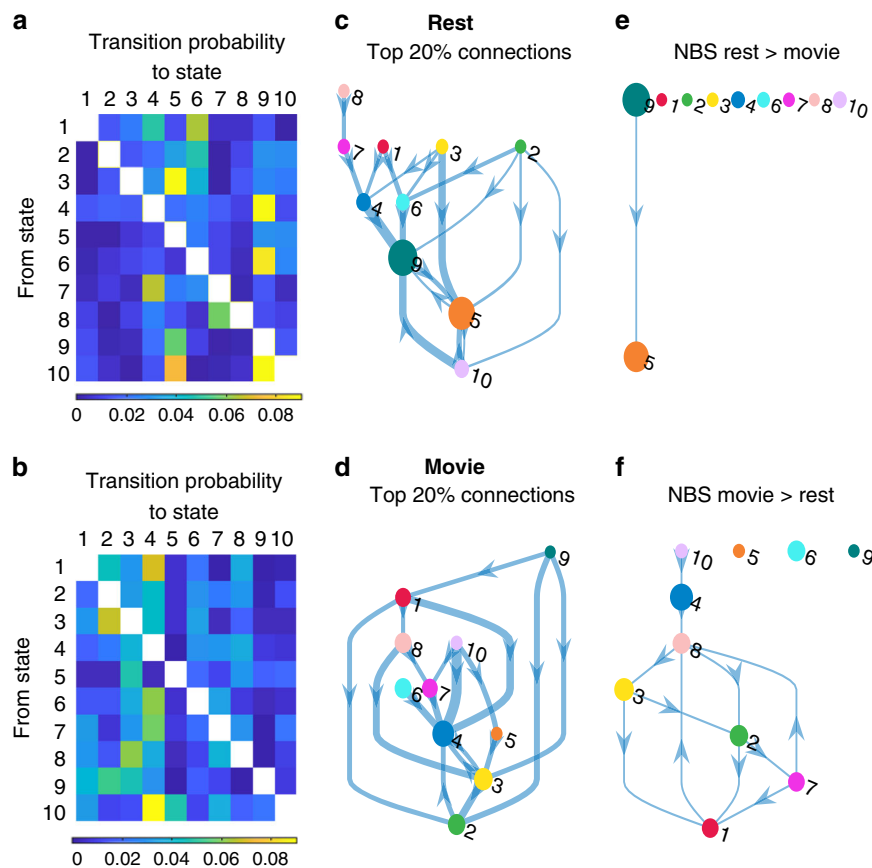 a
Transition probability
to state
1 2 3 4 5 6 7 8 9 10
From state
1
2
3
4
5
6
7
8
9
10
0 0.02 0.04 0.06 0.08
c
Rest
Top 20% connections
8
7 1 3 2
4 6
9
5
10
e
NBS rest > movie
9 1 2 3 4 6 7 8 10
5
b
Transition probability
to state
1 2 3 4 5 6 7 8 9 10
From state
1
2
3
4
5
6
7
8
9
10
0 0.02 0.04 0.06 0.08
d
Movie
Top 20% connections
9
1
8 10
6 7
4 5
3
2
f
NBS movie > rest
10 5 6 9
4
8
3
2
7
1